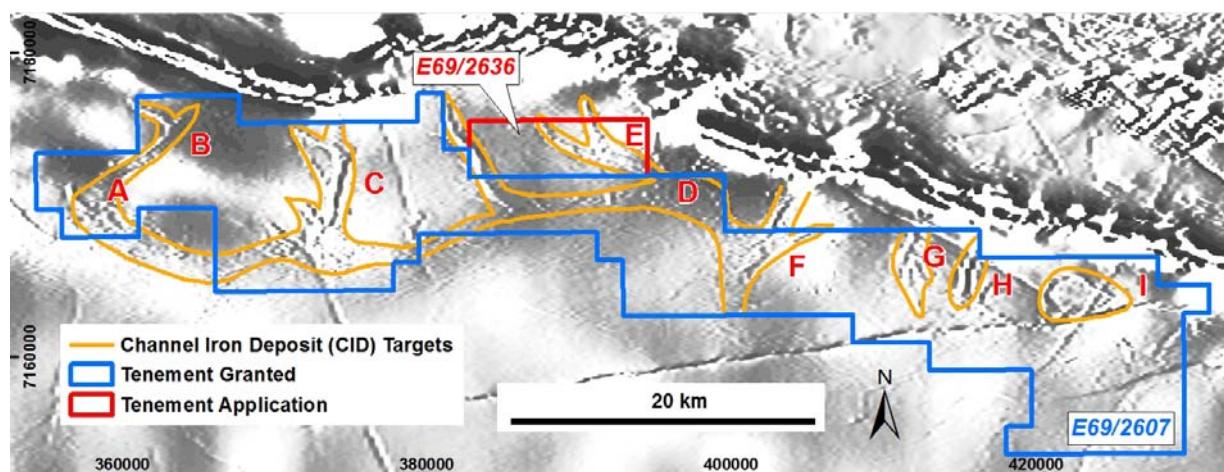 7180000
E69/2636
B
E
A
C
D
F
G
H
I
7160000
Channel Iron Deposit (CID) Targets
Tenement Granted
Tenement Application
20 km
N
E69/2607
360000
380000
400000
420000